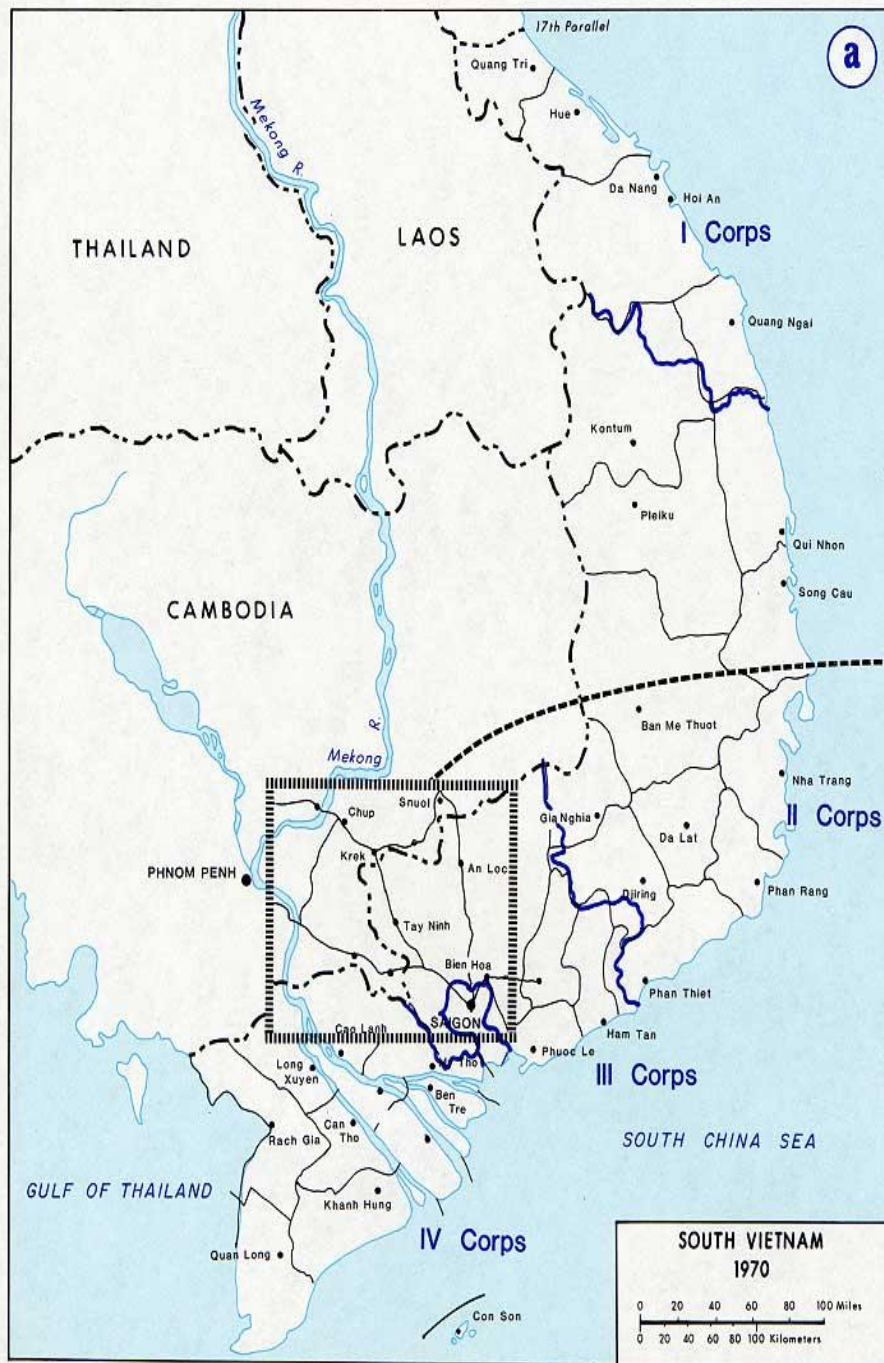 17th Parallel
a
Quang Tri
Hue
Mekong R.
Da Nang
Hoi An
THAILAND
LAOS
I Corps
Quang Ngai
Kontum
Pleiku
Qui Nhon
Song Cau
CAMBODIA
Ban Me Thuot
Mekong R.
Nha Trang
Snuol
Chup
Gia Nghia
II Corps
Da Lat
Krek
An Loc
PHNOM PENH
Djiring
Phan Rang
Tay Ninh
Bien Hoa
Phan Thiet
SAIGON
Ham Tan
Cao Lanh
Phuoc Le
Long
Xuyen
Tho
III Corps
Ben
Tre
Can
Tho
Rach Gia
SOUTH CHINA SEA
GULF OF THAILAND
Khanh Hung
IV Corps
Quan Long
SOUTH VIETNAM
1970
0 20 40 60 80 100 Miles
0 20 40 60 80 100 Kilometers
Con Son